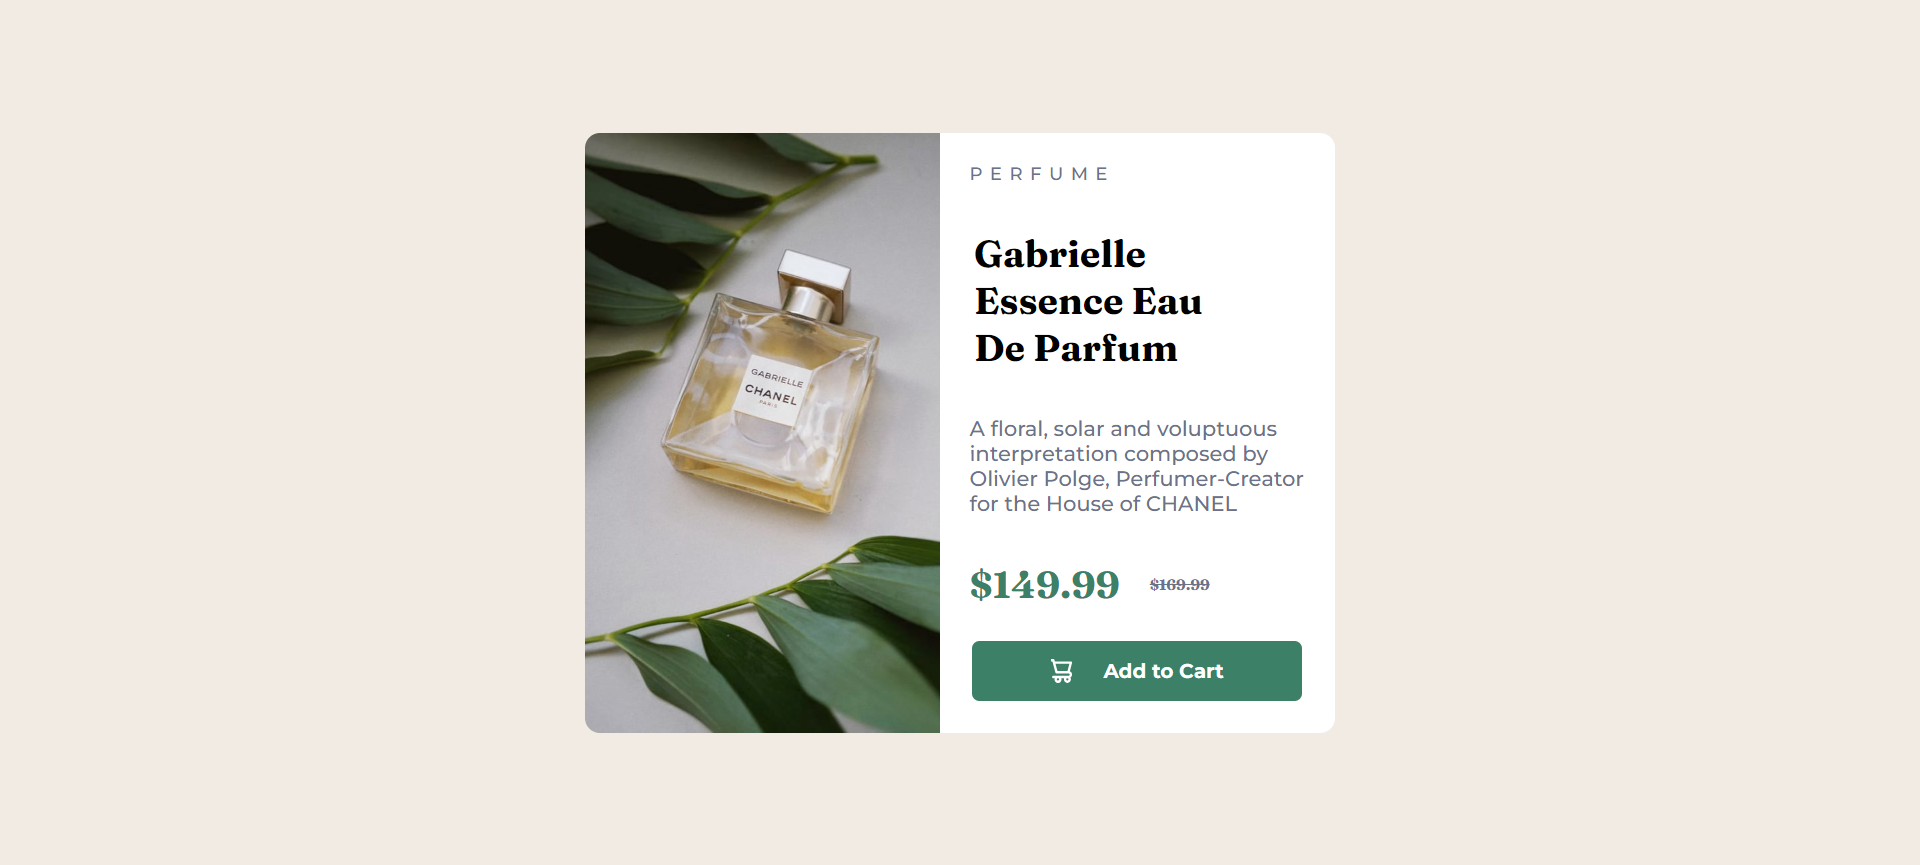 PERFUME
Gabrielle
Essence Eau
De Parfum
A floral, solar and voluptuous
interpretation composed by
Olivier Polge, Perfumer-Creator
for the House of CHANEL
$149.99
$169.99
Add to Cart
GABRIELLE
CHANEL
PARIS